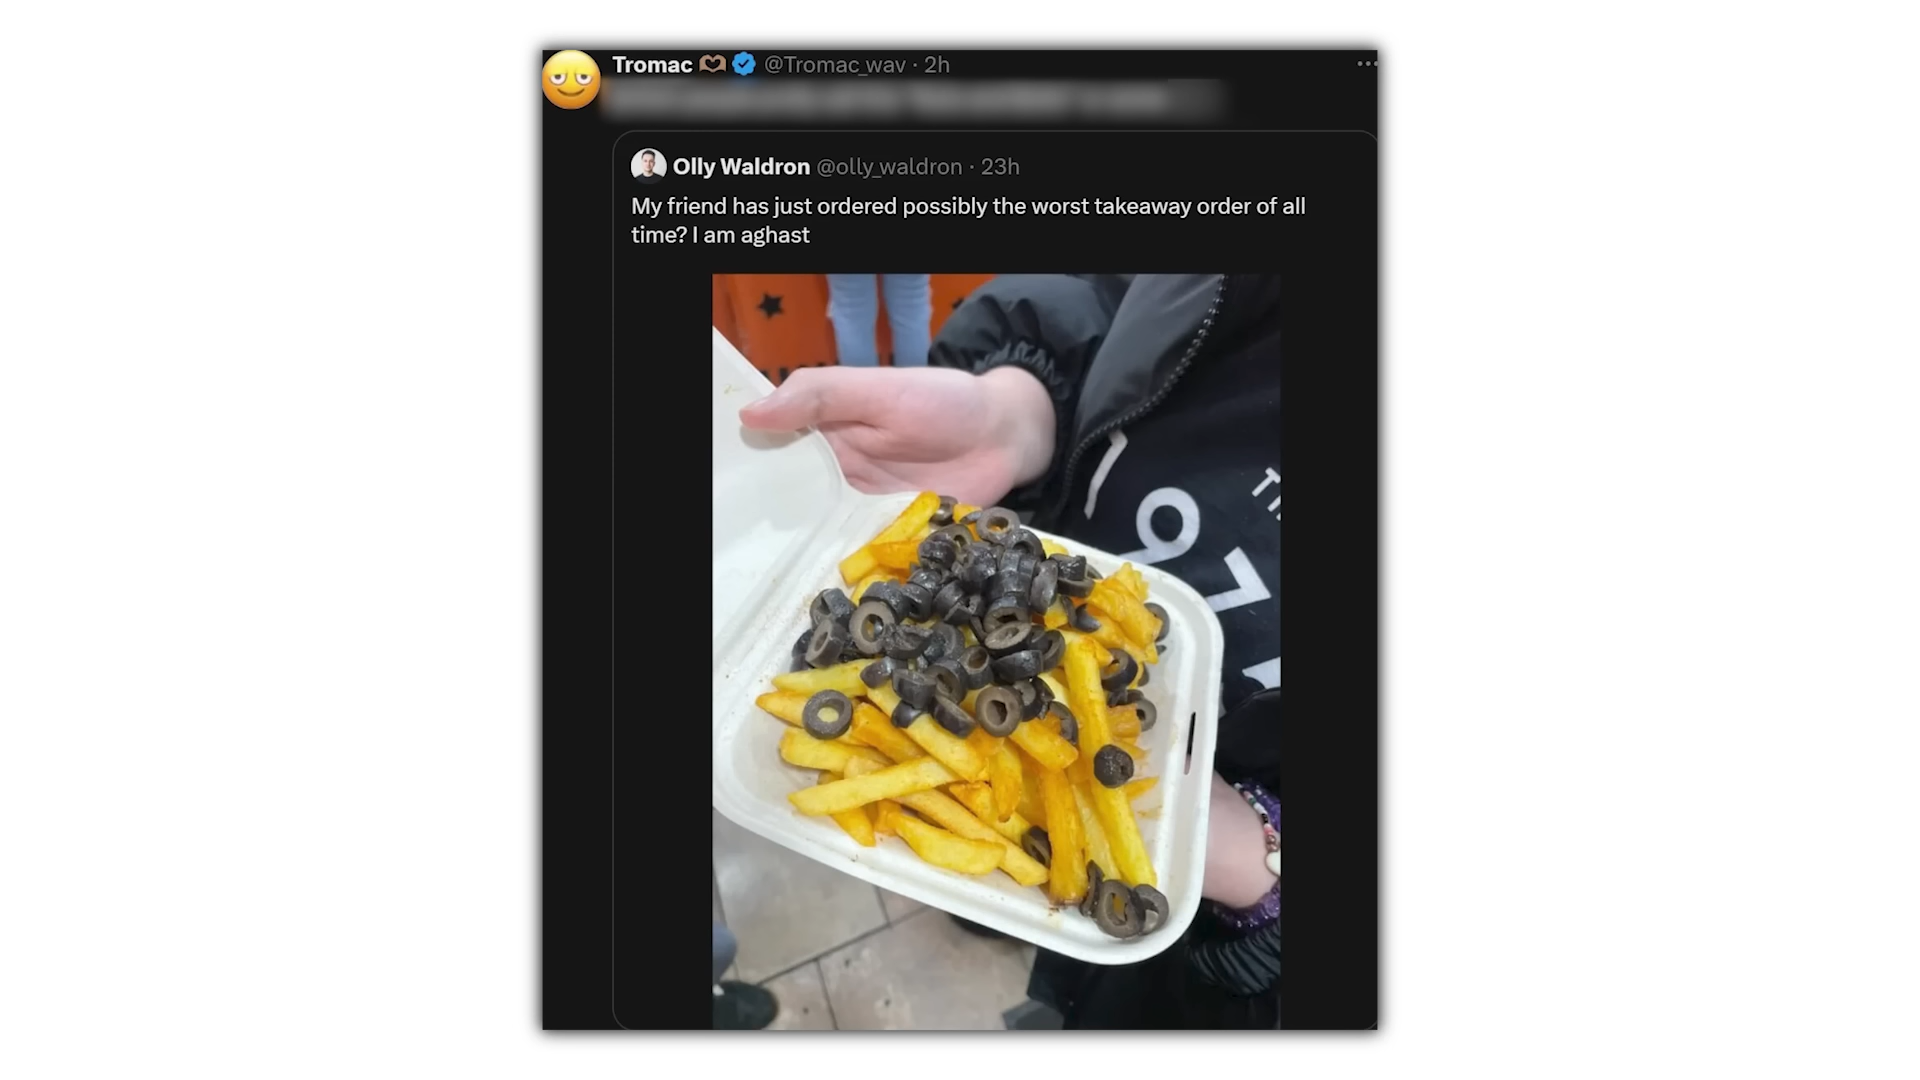 Tromac @Tromac_wav · 2h
Olly Waldron @olly_waldron · 23h
My friend has just ordered possibly the worst takeaway order of all
time? I am aghast
197